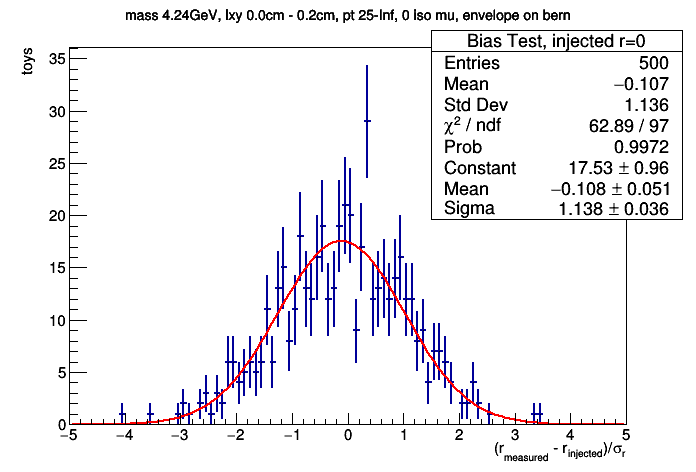 mass 4.24GeV, lxy 0.0cm - 0.2cm, pt 25-Inf, 0 Iso mu, envelope on bern
Bias Test, injected r=0
Entries 500
Mean −0.107
Std Dev 1.136
χ² / ndf 62.89 / 97
Prob 0.9972
Constant 17.53 ± 0.96
Mean −0.108 ± 0.051
Sigma 1.138 ± 0.036
toys
35
30
25
20
15
10
5
0
−5 −4 −3 −2 −1 0 1 2 3 4 5
(r_measured - r_injected)/σ_r